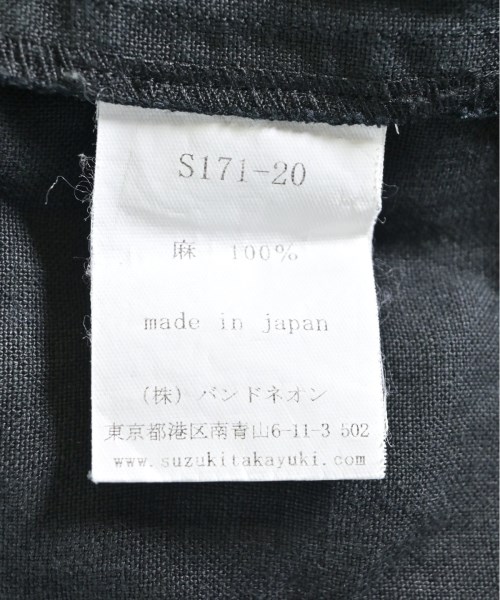 S171-20
麻 100%
made in japan
(株) バンドネオン
東京都港区南青山6-11-3 502
www.suzukitakayuki.com